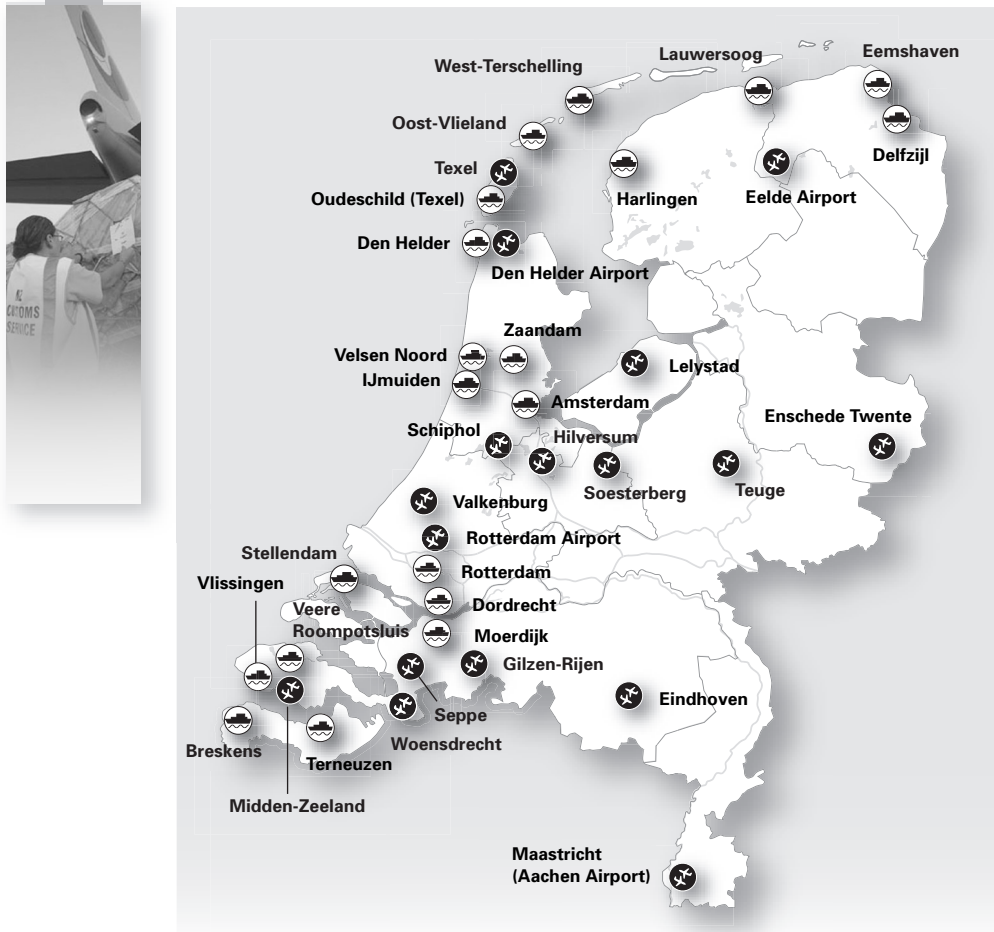 CUSTOMS
SERVICE
Lauwersoog
Eemshaven
West-Terschelling
Oost-Vlieland
Delfzijl
Texel
Oudeschild (Texel)
Harlingen
Eelde Airport
Den Helder
Den Helder Airport
Zaandam
Velsen Noord
Lelystad
IJmuiden
Amsterdam
Enschede Twente
Schiphol
Hilversum
Soesterberg
Teuge
Valkenburg
Rotterdam Airport
Stellendam
Rotterdam
Vlissingen
Dordrecht
Veere
Roompotsluis
Moerdijk
Gilzen-Rijen
Eindhoven
Seppe
Woensdrecht
Breskens
Terneuzen
Midden-Zeeland
Maastricht
(Aachen Airport)